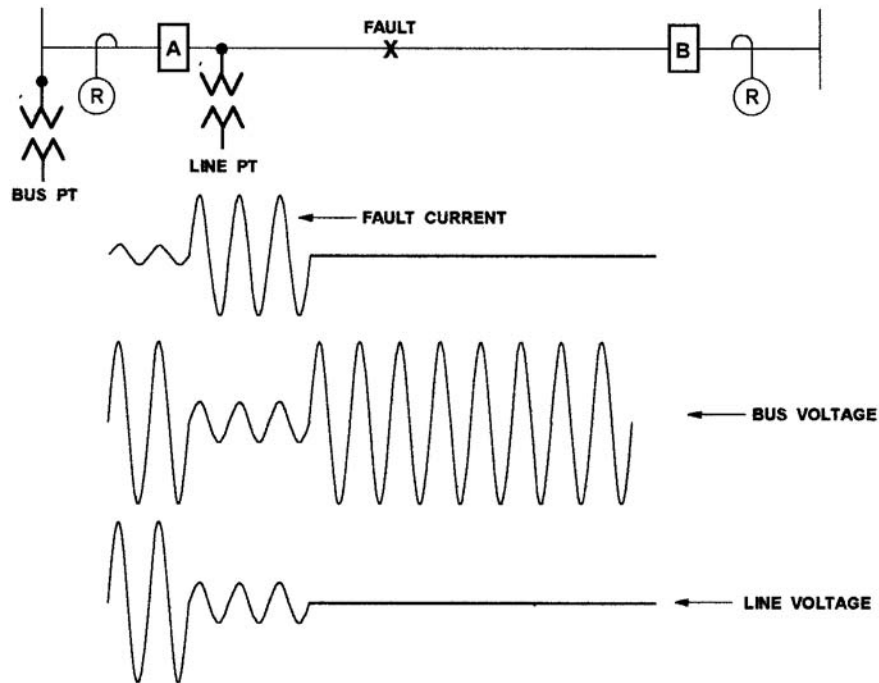 FAULT
X
A
B
R
R
BUS PT
LINE PT
FAULT CURRENT
BUS VOLTAGE
LINE VOLTAGE